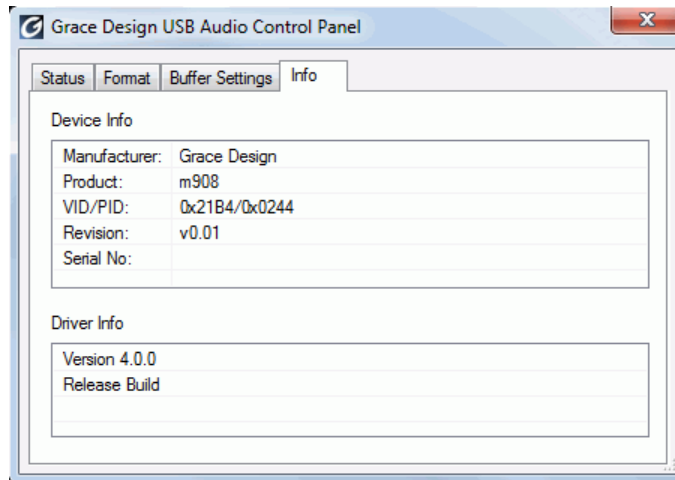 Grace Design USB Audio Control Panel
Status Format Buffer Settings Info
Device Info
Manufacturer: Grace Design
Product: m908
VID/PID: 0x21B4/0x0244
Revision: v0.01
Serial No:
Driver Info
Version 4.0.0
Release Build